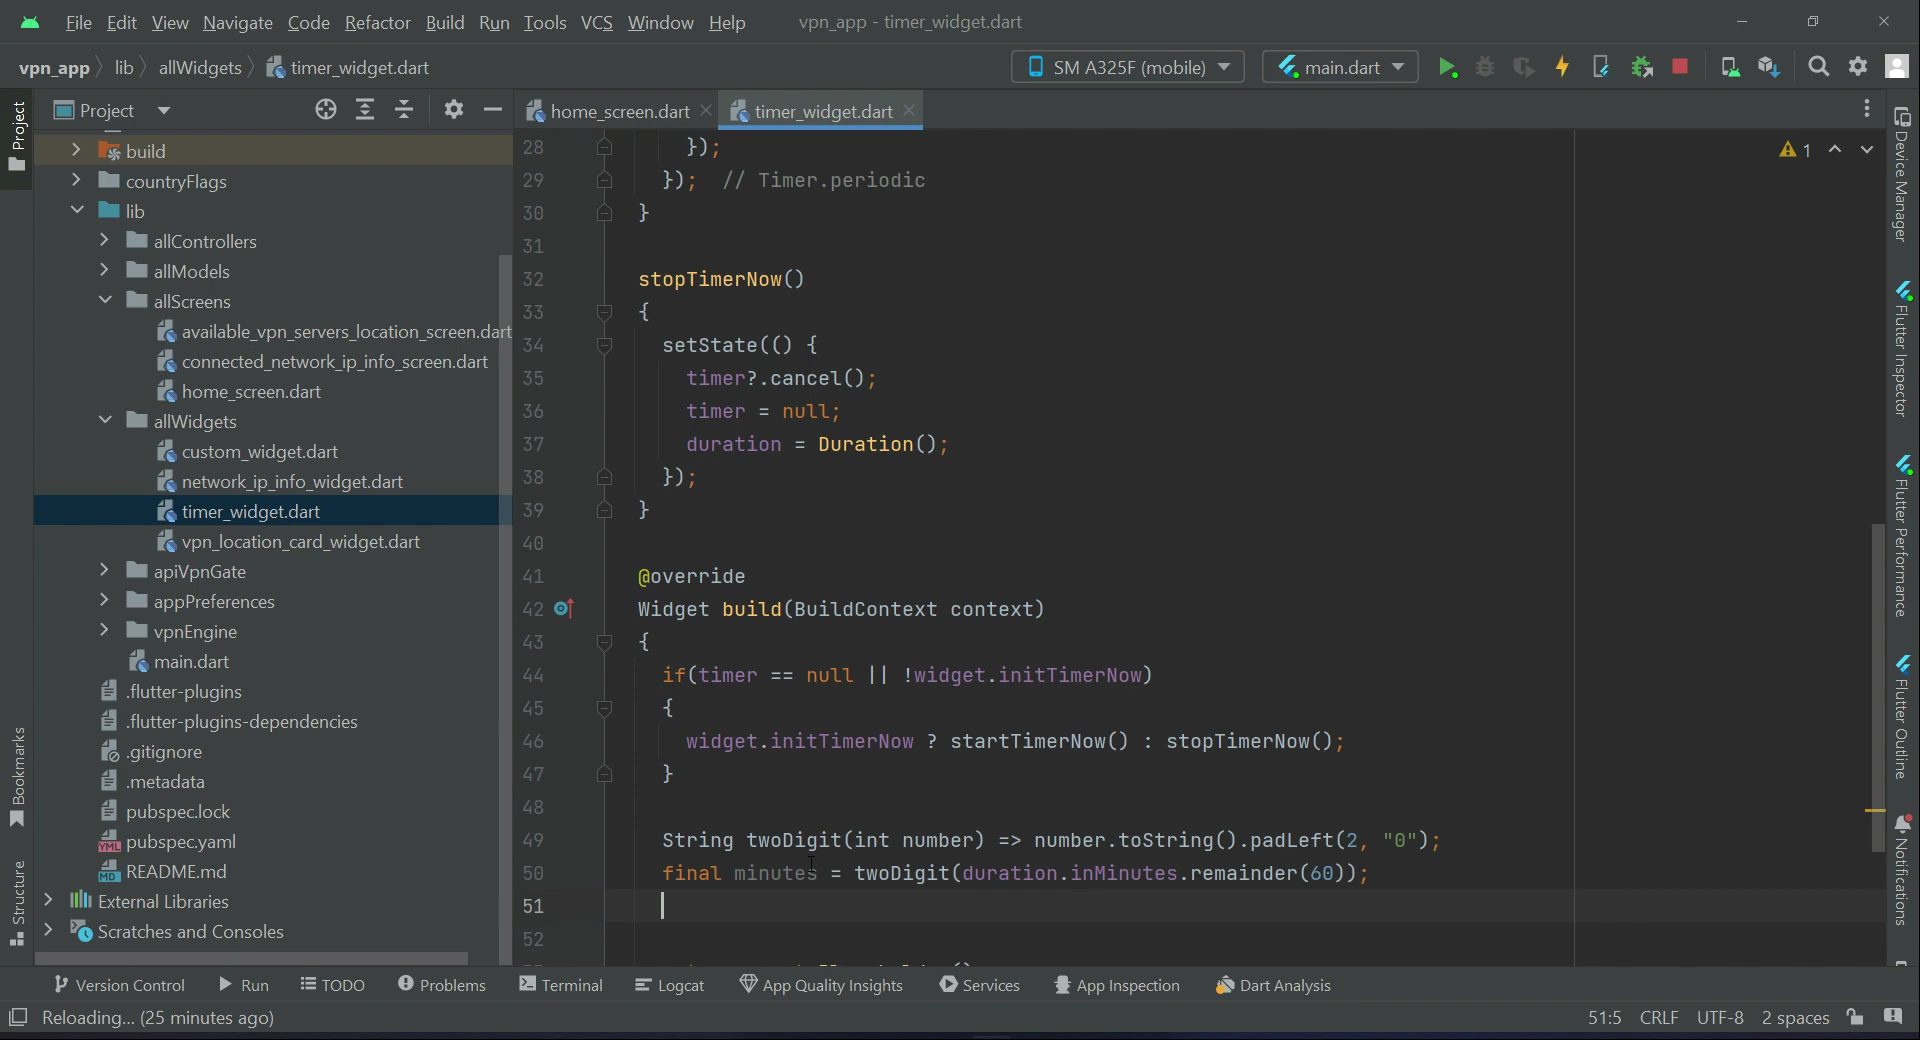 File Edit View Navigate Code Refactor Build Run Tools VCS Window Help vpn_app - timer_widget.dart
vpn_app lib allWidgets timer_widget.dart SM A325F (mobile) main.dart
Project
Project
home_screen.dart timer_widget.dart
build
countryFlags
lib
allControllers
allModels
allScreens
available_vpn_servers_location_screen.dart
connected_network_ip_info_screen.dart
home_screen.dart
allWidgets
custom_widget.dart
network_ip_info_widget.dart
timer_widget.dart
vpn_location_card_widget.dart
apiVpnGate
appPreferences
vpnEngine
main.dart
.flutter-plugins
.flutter-plugins-dependencies
.gitignore
.metadata
pubspec.lock
pubspec.yaml
README.md
External Libraries
Scratches and Consoles
Bookmarks
Structure
28 });
29 }); // Timer.periodic
30 }
31
32 stopTimerNow()
33 {
34 setState(() {
35 timer?.cancel();
36 timer = null;
37 duration = Duration();
38 });
39 }
40
41 @override
42 Widget build(BuildContext context)
43 {
44 if(timer == null || !widget.initTimerNow)
45 {
46 widget.initTimerNow ? startTimerNow() : stopTimerNow();
47 }
48
49 String twoDigit(int number) => number.toString().padLeft(2, "0");
50 final minutes = twoDigit(duration.inMinutes.remainder(60));
51
52
1
Device Manager
Flutter Inspector
Flutter Performance
Flutter Outline
Notifications
Version Control Run TODO Problems Terminal Logcat App Quality Insights Services App Inspection Dart Analysis
Reloading... (25 minutes ago) 51:5 CRLF UTF-8 2 spaces